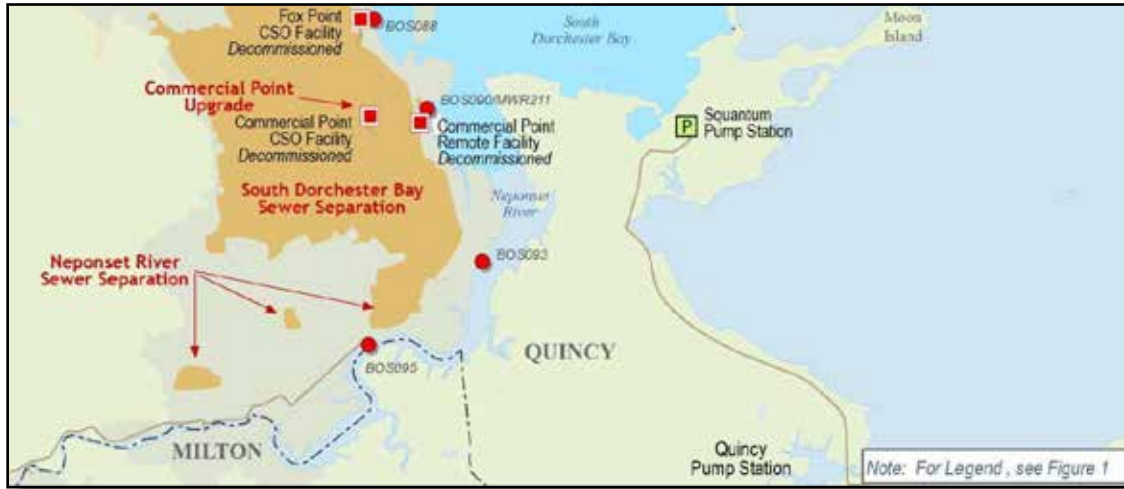 Fox Point
CSO Facility
Decommissioned
BOS088
South
Dorchester Bay
Moon
Island
Commercial Point
Upgrade
BOS090/MWR211
Commercial Point
CSO Facility
Decommissioned
Commercial Point
Remote Facility
Decommissioned
P
Squantum
Pump Station
South Dorchester Bay
Sewer Separation
Neponset
River
BOS093
Neponset River
Sewer Separation
BOS095
QUINCY
MILTON
Quincy
Pump Station
Note: For Legend , see Figure 1